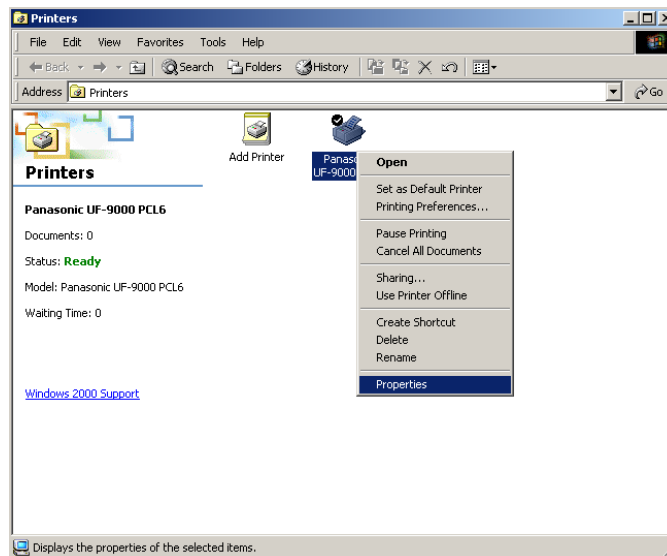 Printers
File Edit View Favorites Tools Help
Back Search Folders History
Address Printers Go
Add Printer
UF-9000
Printers
Panasonic UF-9000 PCL6
Documents: 0
Status: Ready
Model: Panasonic UF-9000 PCL6
Waiting Time: 0
Windows 2000 Support
Open
Set as Default Printer
Printing Preferences...
Pause Printing
Cancel All Documents
Sharing...
Use Printer Offline
Create Shortcut
Delete
Rename
Properties
Displays the properties of the selected items.